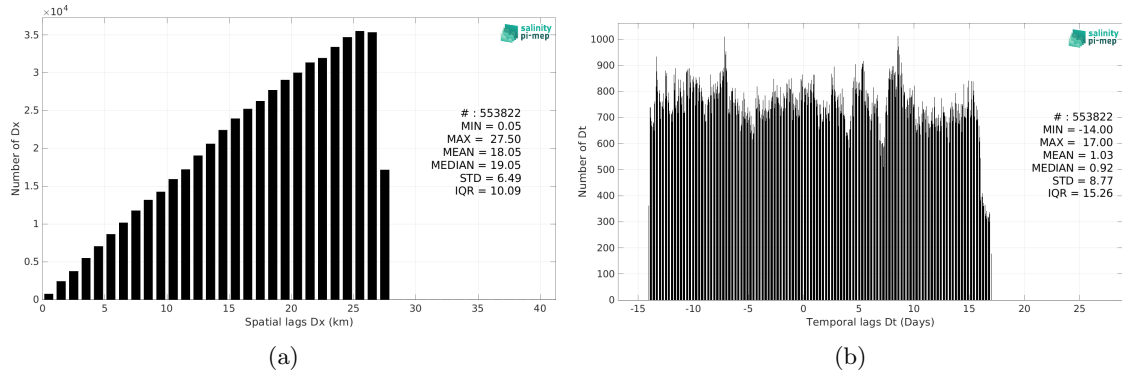 ×10⁴
3.5
3
2.5
2
1.5
1
0.5
0
0 5 10 15 20 25 30 35 40
Number of Dx
Spatial lags Dx (km)
salinity
pi-mep
# : 553822
MIN = 0.05
MAX = 27.50
MEAN = 18.05
MEDIAN = 19.05
STD = 6.49
IQR = 10.09
(a)
1000
900
800
700
600
500
400
300
200
100
0
-15 -10 -5 0 5 10 15 20 25
Number of Dt
Temporal lags Dt (Days)
salinity
pi-mep
# : 553822
MIN = -14.00
MAX = 17.00
MEAN = 1.03
MEDIAN = 0.92
STD = 8.77
IQR = 15.26
(b)